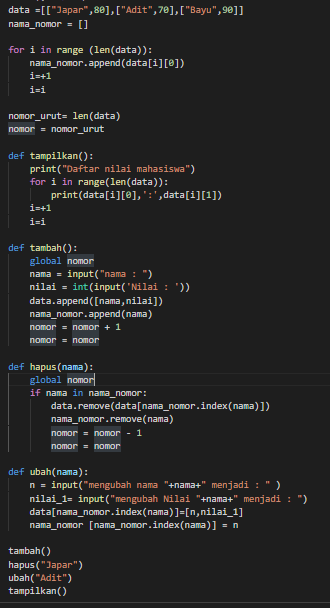 data =[["Japar",80],["Adit",70],["Bayu",90]]
nama_nomor = []
for i in range (len(data)):
    nama_nomor.append(data[i][0])
    i=+1
    i=i
nomor_urut= len(data)
nomor = nomor_urut
def tampilkan():
    print("Daftar nilai mahasiswa")
    for i in range(len(data)):
        print(data[i][0],':',data[i][1])
    i=+1
    i=i
def tambah():
    global nomor
    nama = input("nama : ")
    nilai = int(input('Nilai : '))
    data.append([nama,nilai])
    nama_nomor.append(nama)
    nomor = nomor + 1
    nomor = nomor
def hapus(nama):
    global nomor
    if nama in nama_nomor:
        data.remove(data[nama_nomor.index(nama)])
        nama_nomor.remove(nama)
        nomor = nomor - 1
        nomor = nomor
def ubah(nama):
    n = input("mengubah nama "+nama+" menjadi : " )
    nilai_1= input("mengubah Nilai "+nama+" menjadi : ")
    data[nama_nomor.index(nama)]=[n,nilai_1]
    nama_nomor [nama_nomor.index(nama)] = n
tambah()
hapus("Japar")
ubah("Adit")
tampilkan()